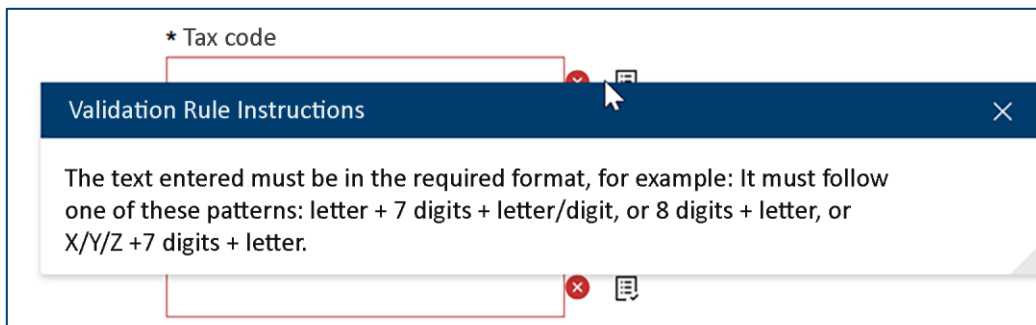 * Tax code
Validation Rule Instructions
The text entered must be in the required format, for example: It must follow
one of these patterns: letter + 7 digits + letter/digit, or 8 digits + letter, or
X/Y/Z +7 digits + letter.